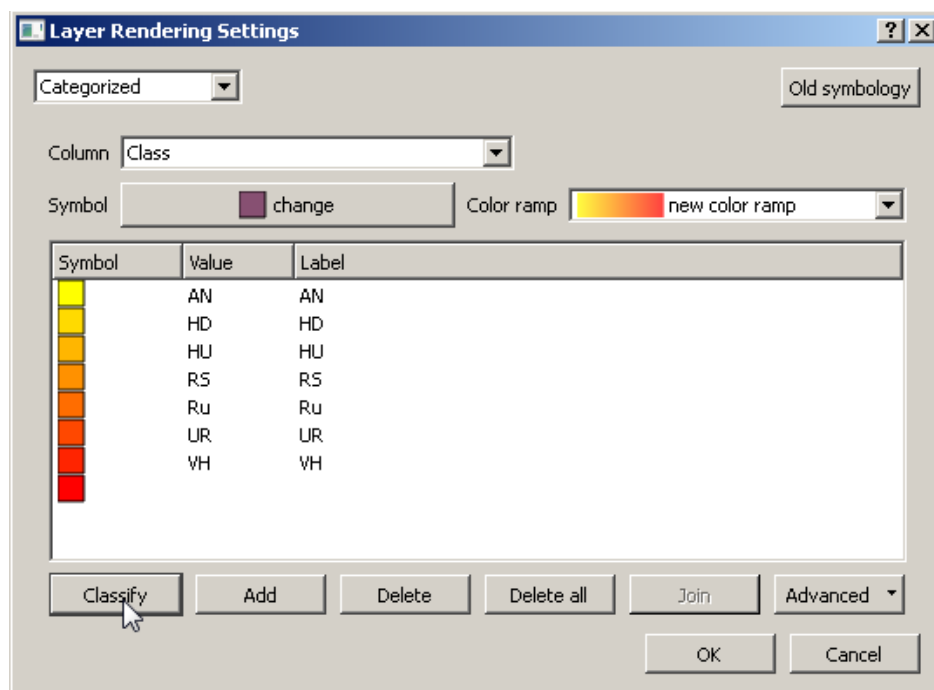 Layer Rendering Settings
Categorized Old symbology
Column Class
Symbol change Color ramp new color ramp
Symbol Value Label
AN AN
HD HD
HU HU
RS RS
Ru Ru
UR UR
VH VH
Classify Add Delete Delete all Join Advanced
OK Cancel